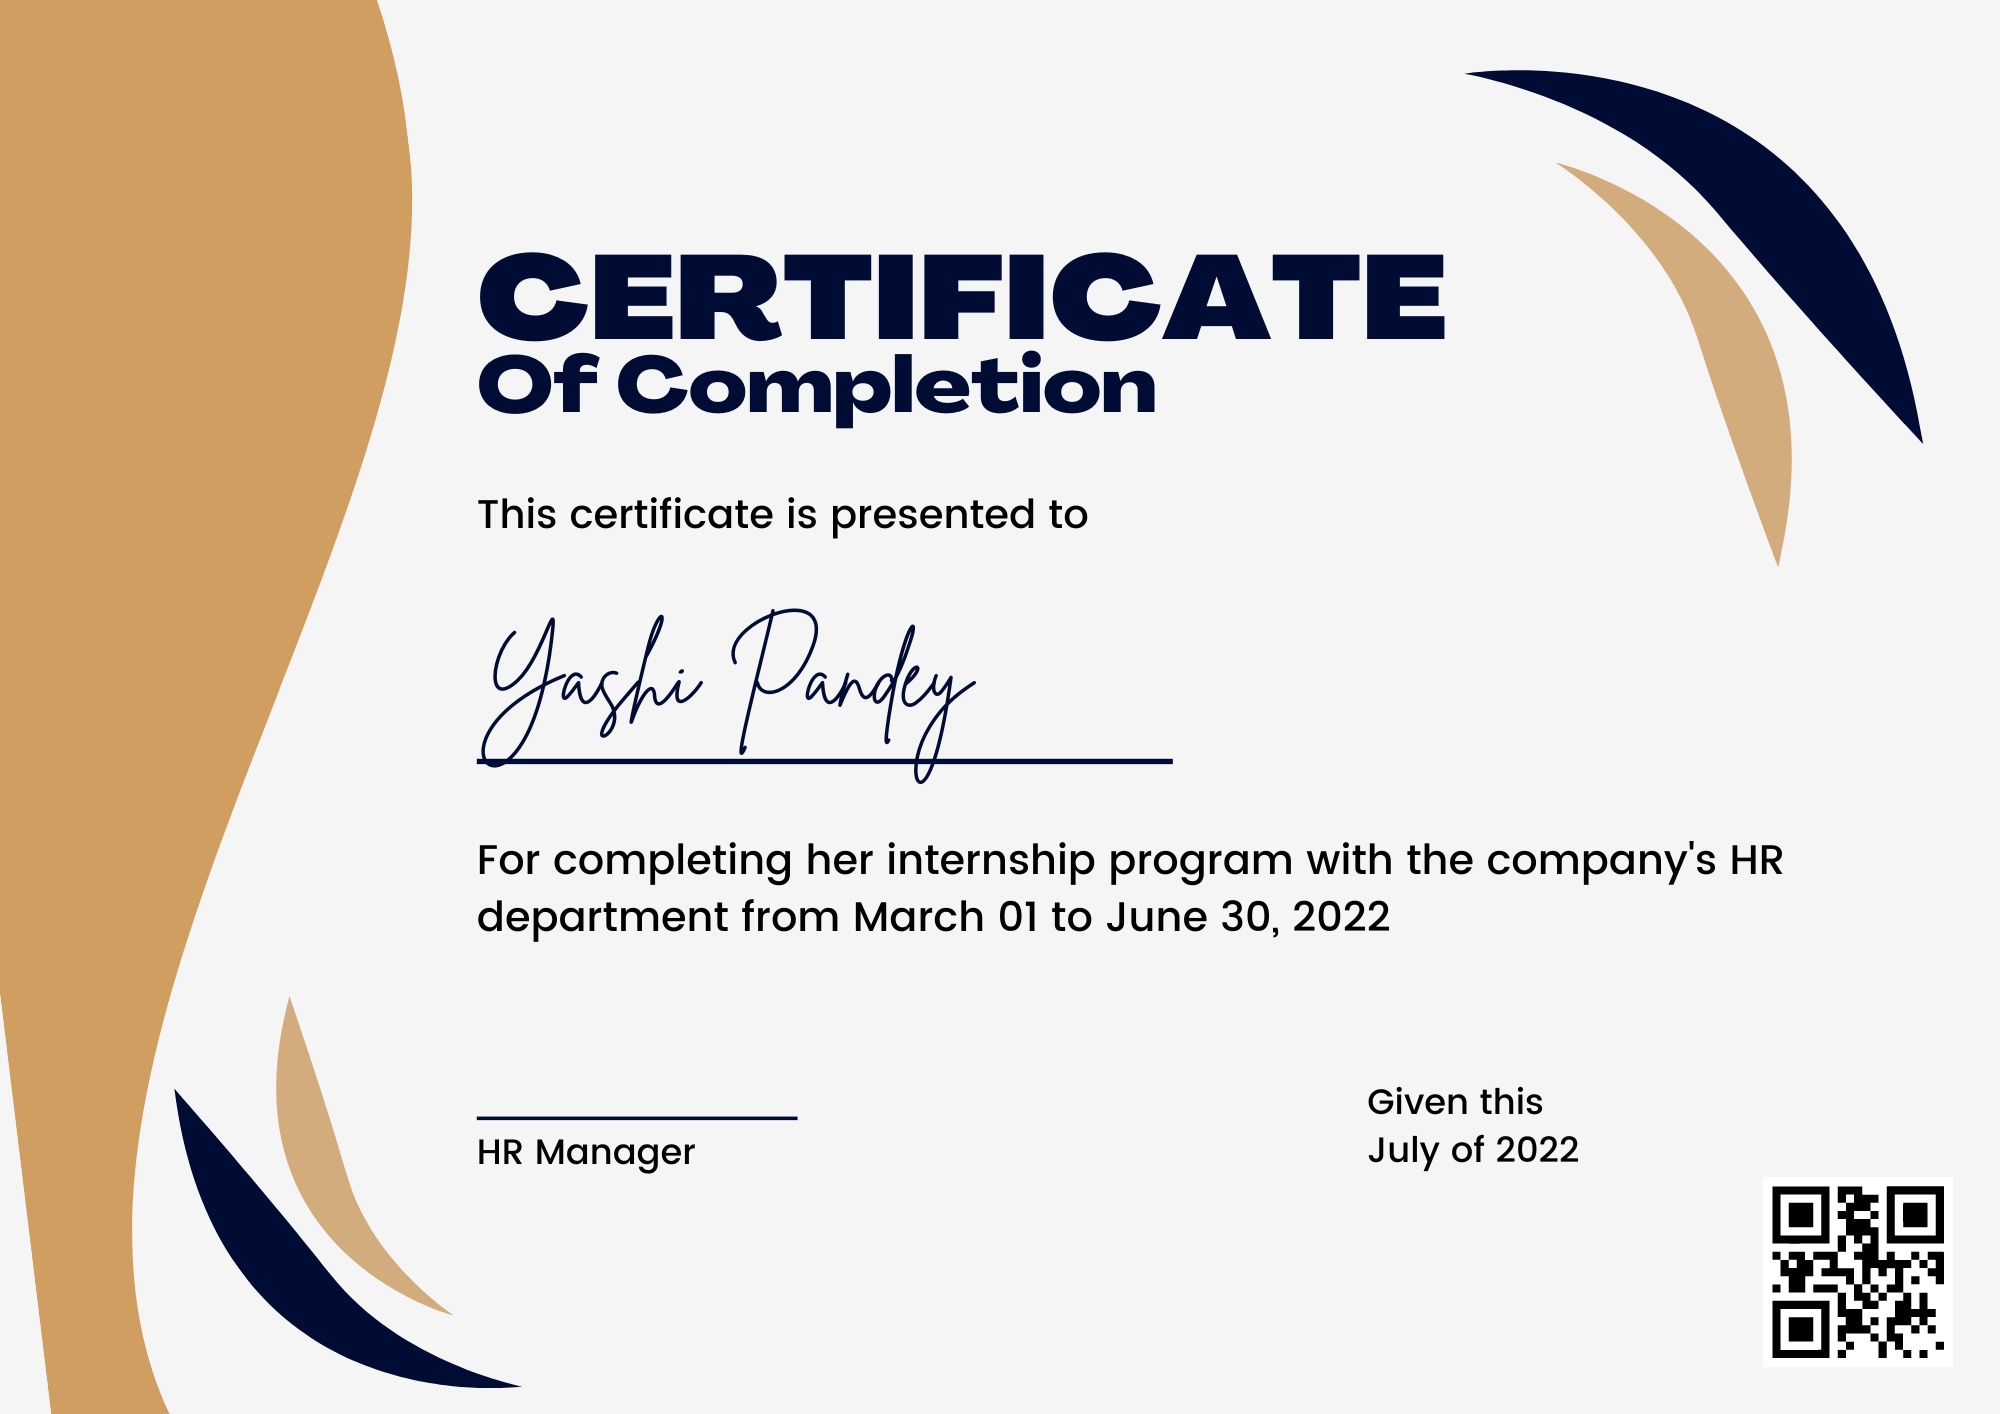 CERTIFICATE
Of Completion
This certificate is presented to
Yashi Pandey
For completing her internship program with the company's HR
department from March 01 to June 30, 2022
HR Manager
Given this
July of 2022